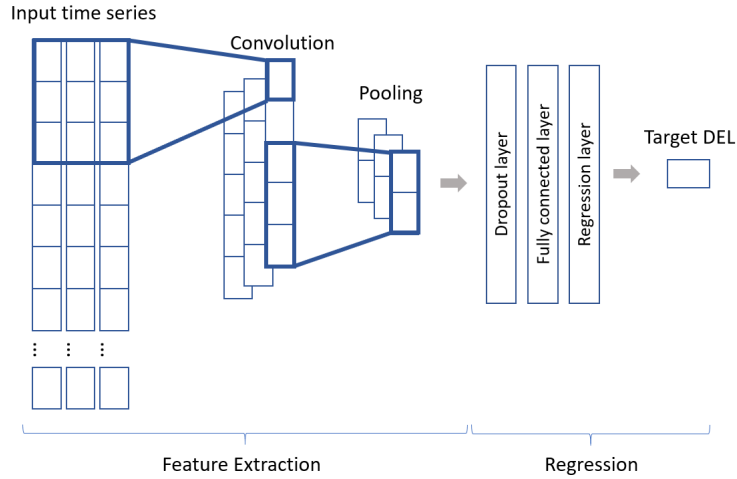 Input time series
Convolution
Pooling
Dropout layer
Fully connected layer
Regression layer
Target DEL
...
...
...
Feature Extraction
Regression